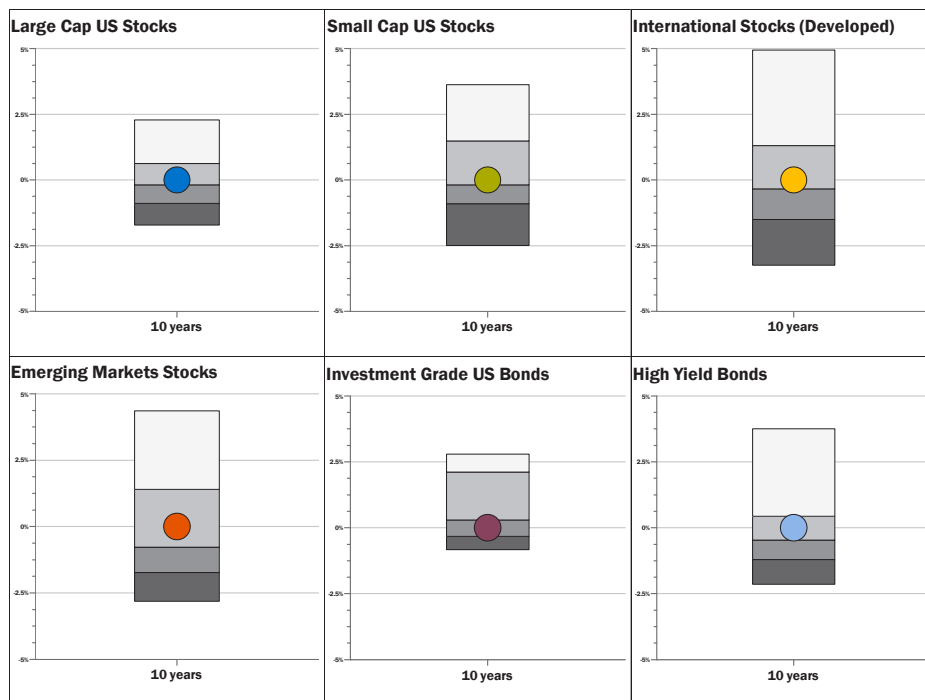 Large Cap US Stocks
5%
2.5%
0%
-2.5%
-5%
10 years
Small Cap US Stocks
5%
2.5%
0%
-2.5%
-5%
10 years
International Stocks (Developed)
5%
2.5%
0%
-2.5%
-5%
10 years
Emerging Markets Stocks
5%
2.5%
0%
-2.5%
-5%
10 years
Investment Grade US Bonds
5%
2.5%
0%
-2.5%
-5%
10 years
High Yield Bonds
5%
2.5%
0%
-2.5%
-5%
10 years